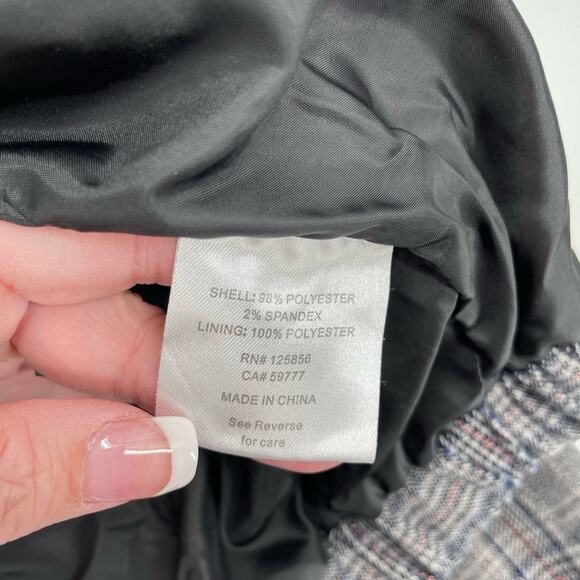 SHELL: 98% POLYESTER
2% SPANDEX
LINING: 100% POLYESTER
RN# 125856
CA# 59777
MADE IN CHINA
See Reverse
for care